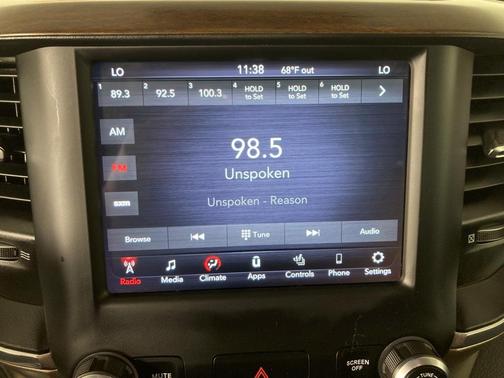 LO 11:38 68°F out LO
1 89.3 2 92.5 3 100.3 4 HOLD to Set 5 HOLD to Set 6 HOLD to Set
AM
98.5
FM
Unspoken
sxm
Unspoken - Reason
Browse Tune Audio
Radio Media Climate Apps Controls Phone Settings
MUTE SCREEN OFF
TUNE